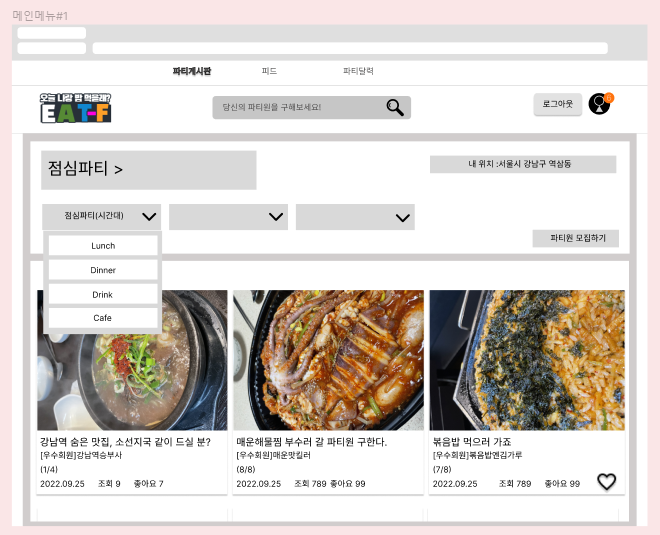 메인메뉴#1
파티게시판 피드 파티달력
오늘 나랑 밥 먹을래?
EAT-F
당신의 파티원을 구해보세요!
로그아웃
점심파티 >
내 위치 :서울시 강남구 역삼동
점심파티(시간대)
파티원 모집하기
Lunch
Dinner
Drink
Cafe
강남역 숨은 맛집, 소선지국 같이 드실 분?
[우수회원]강남역승부사
(1/4)
2022.09.25 조회 9 좋아요 7
매운해물찜 부수러 갈 파티원 구한다.
[우수회원]매운맛킬러
(8/8)
2022.09.25 조회 789 좋아요 99
볶음밥 먹으러 가죠
[우수회원]볶음밥엔김가루
(7/8)
2022.09.25 조회 789 좋아요 99